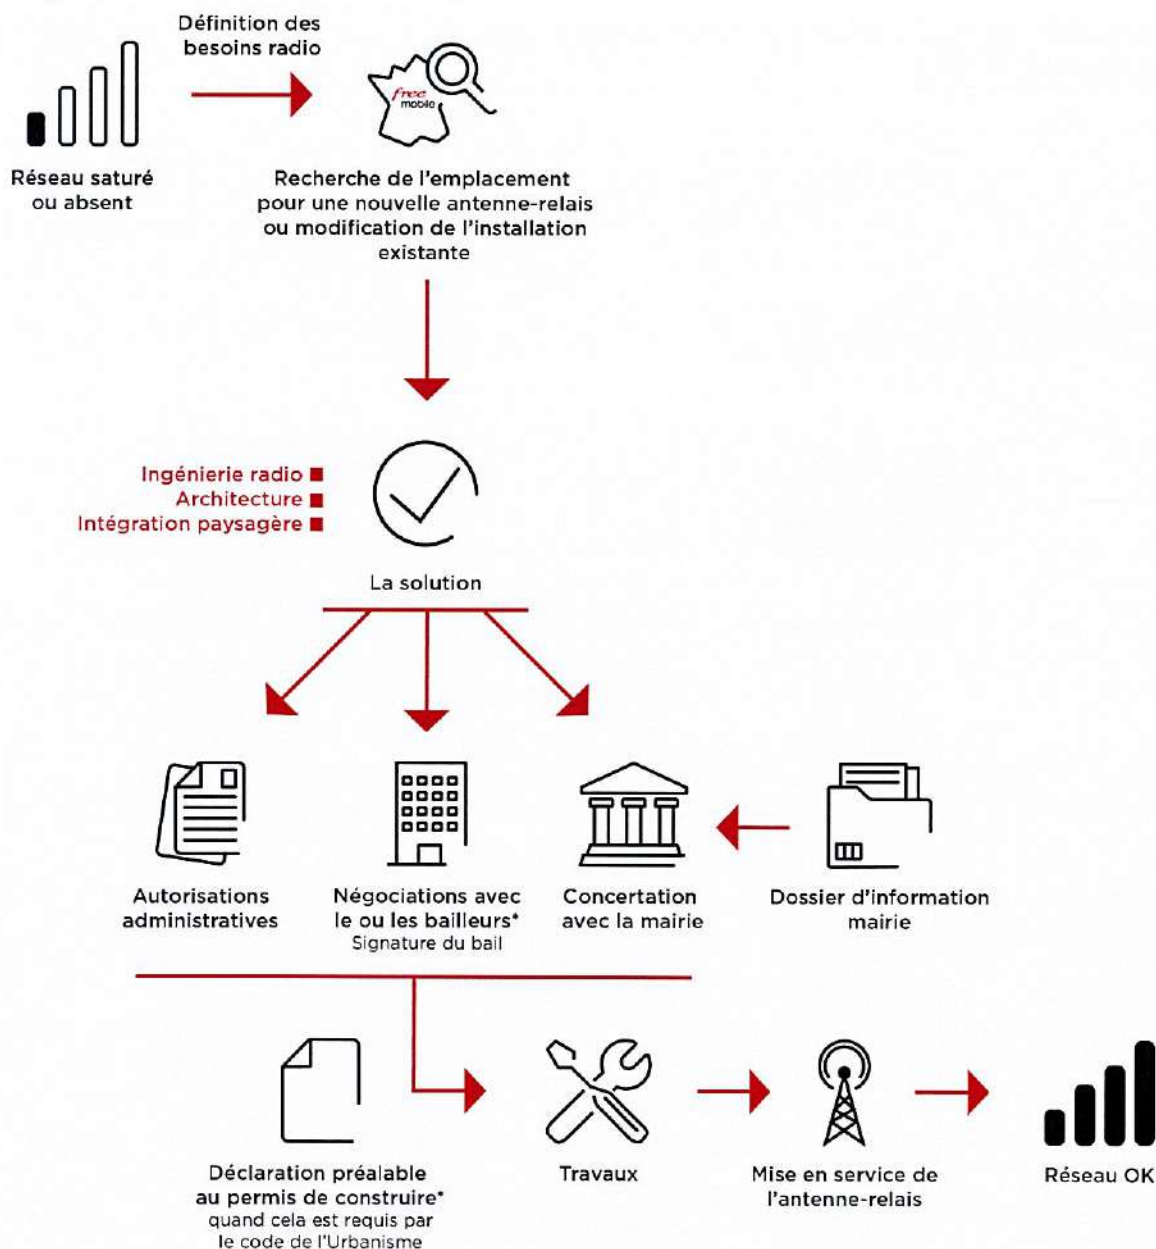 Définition des
besoins radio
free
mobile
Réseau saturé
ou absent
Recherche de l'emplacement
pour une nouvelle antenne-relais
ou modification de l'installation
existante
Ingénierie radio
Architecture
Intégration paysagère
La solution
Autorisations
administratives
Négociations avec
le ou les bailleurs*
Signature du bail
Concertation
avec la mairie
Dossier d'information
mairie
Déclaration préalable
au permis de construire*
quand cela est requis par
le code de l'Urbanisme
Travaux
Mise en service de
l'antenne-relais
Réseau OK